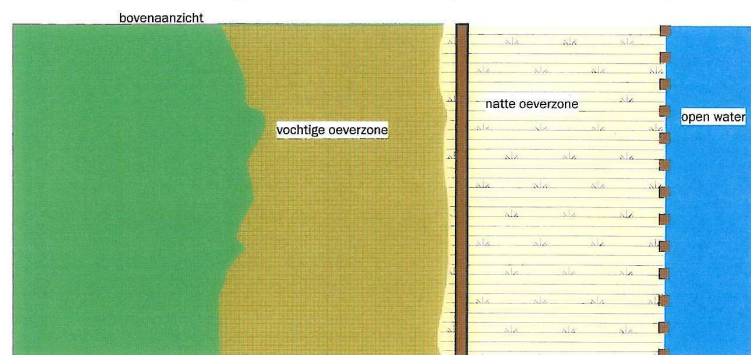 bovenaanzicht
natte oeverzone
open water
vochtige oeverzone